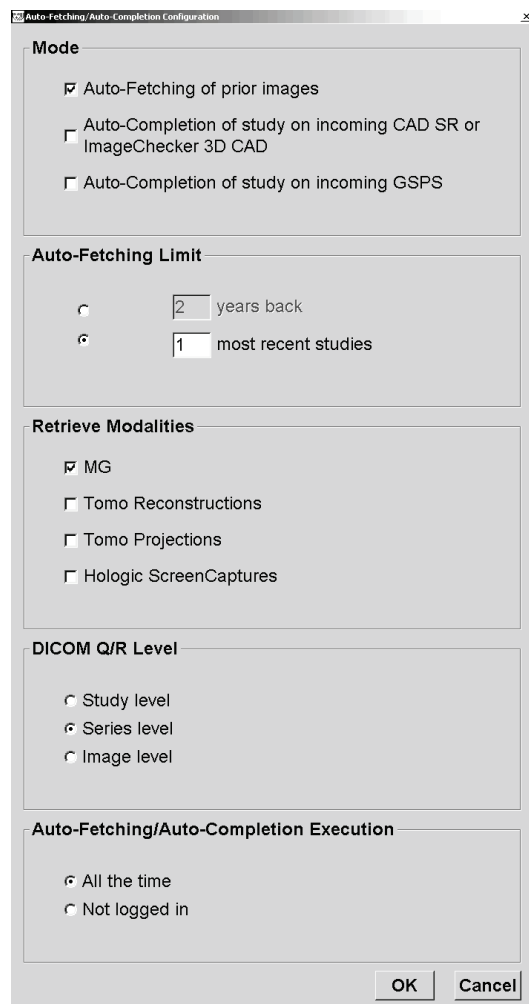 Auto-Fetching/Auto-Completion Configuration
Mode
Auto-Fetching of prior images
Auto-Completion of study on incoming CAD SR or
ImageChecker 3D CAD
Auto-Completion of study on incoming GSPS
Auto-Fetching Limit
2 years back
1 most recent studies
Retrieve Modalities
MG
Tomo Reconstructions
Tomo Projections
Hologic ScreenCaptures
DICOM Q/R Level
Study level
Series level
Image level
Auto-Fetching/Auto-Completion Execution
All the time
Not logged in
OK Cancel